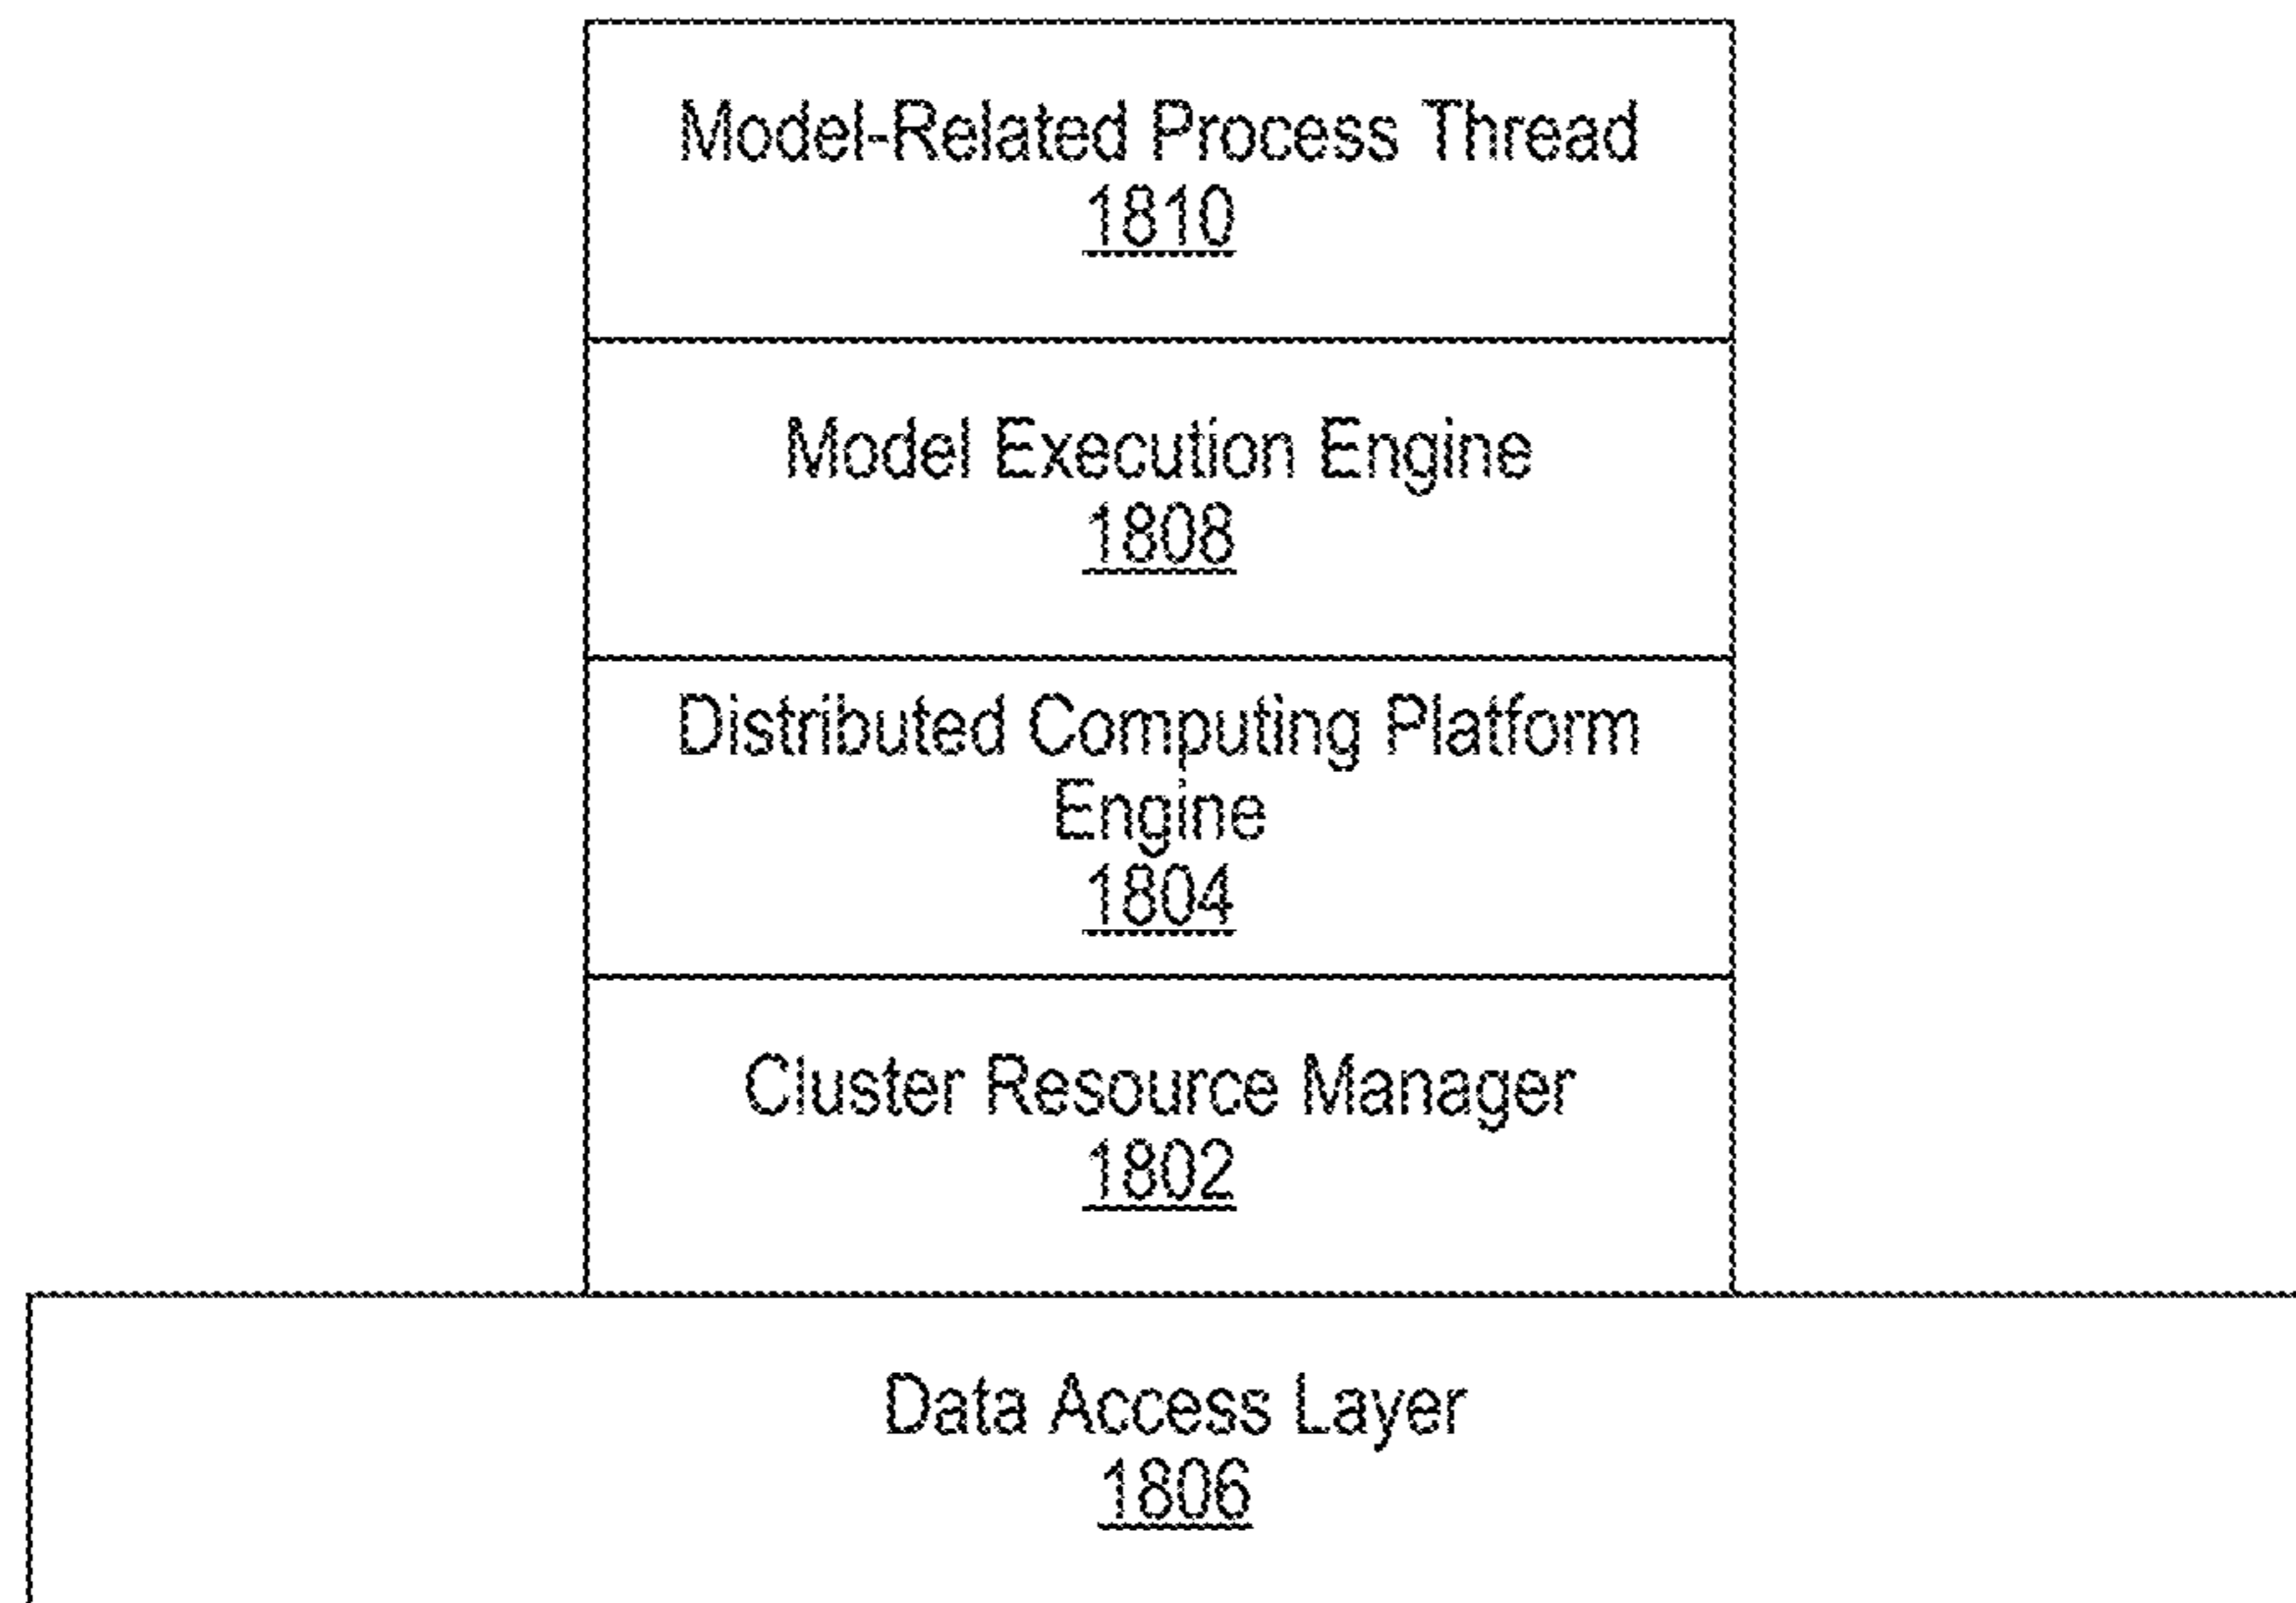 Model-Related Process Thread
1810
Model Execution Engine
1808
Distributed Computing Platform
Engine
1804
Cluster Resource Manager
1802
Data Access Layer
1806